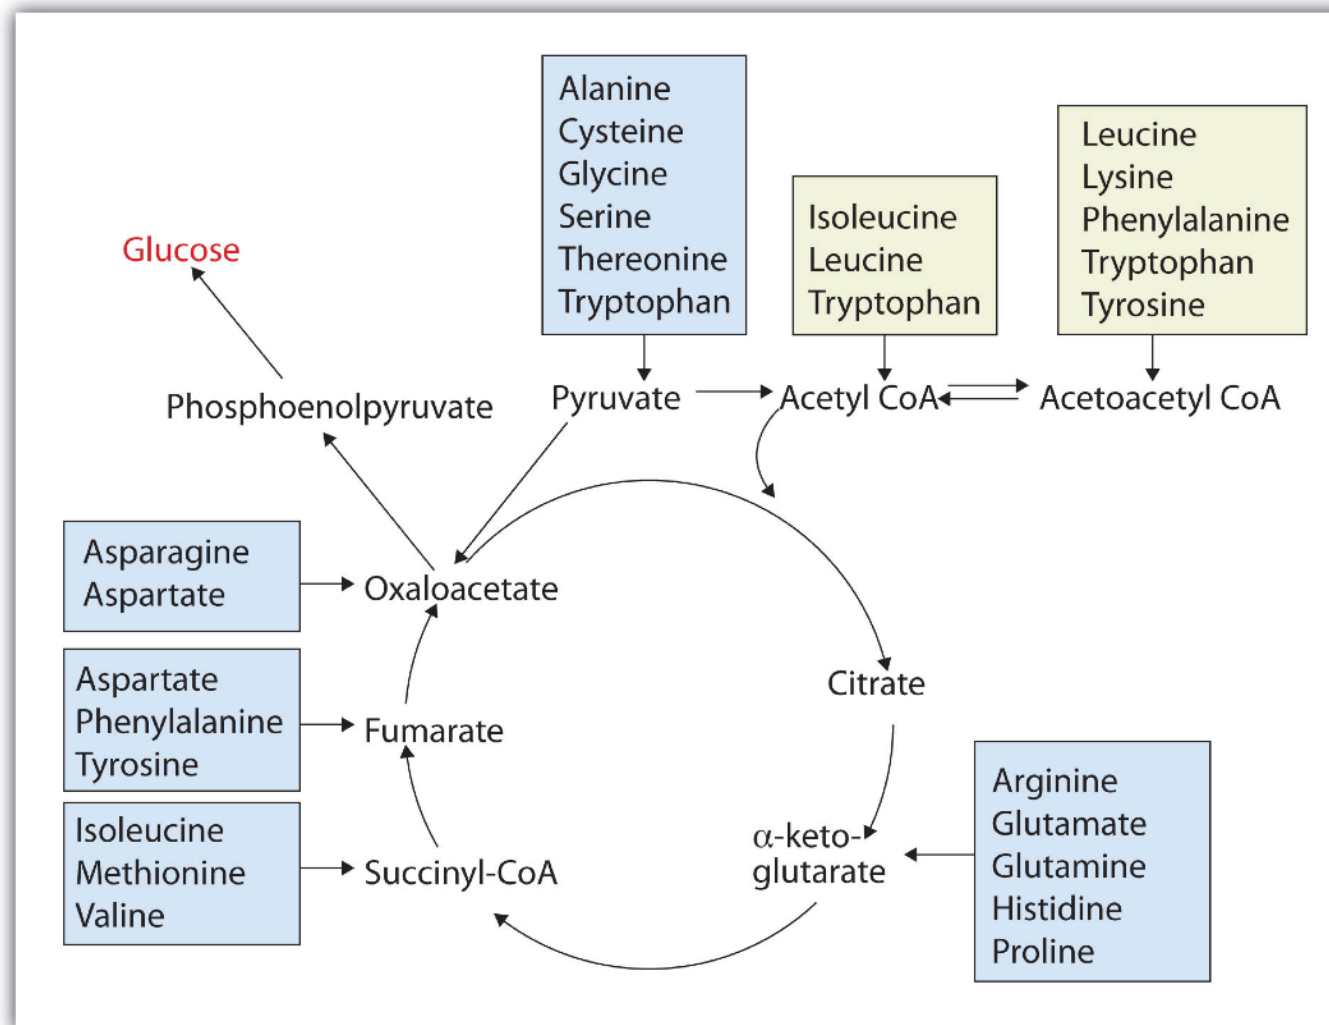 Alanine
Cysteine
Glycine
Serine
Thereonine
Tryptophan
Isoleucine
Leucine
Tryptophan
Leucine
Lysine
Phenylalanine
Tryptophan
Tyrosine
Glucose
Phosphoenolpyruvate
Pyruvate
Acetyl CoA
Acetoacetyl CoA
Asparagine
Aspartate
Oxaloacetate
Aspartate
Phenylalanine
Tyrosine
Fumarate
Isoleucine
Methionine
Valine
Succinyl-CoA
Citrate
α-keto-
glutarate
Arginine
Glutamate
Glutamine
Histidine
Proline